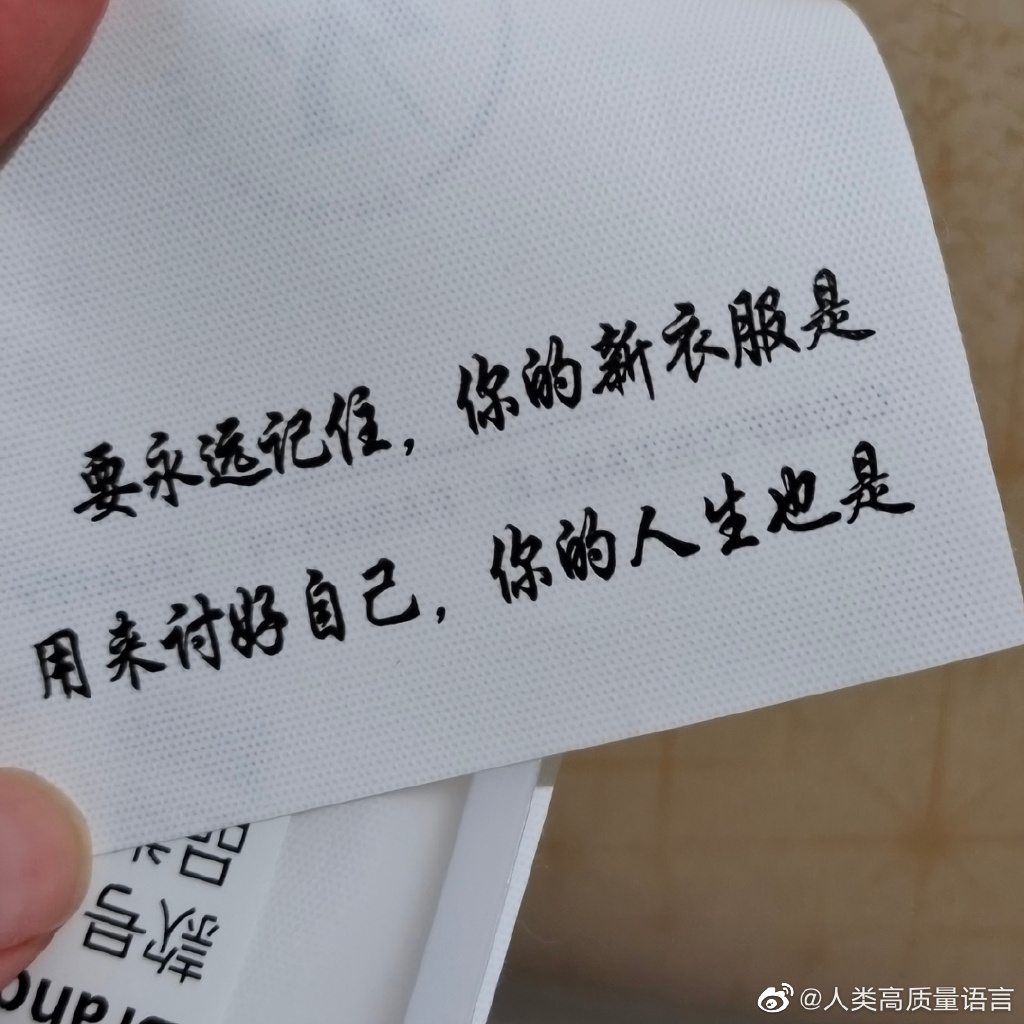 要永远记住，你的新衣服是
用来讨好自己，你的人生也是
款号
@人类高质量语言